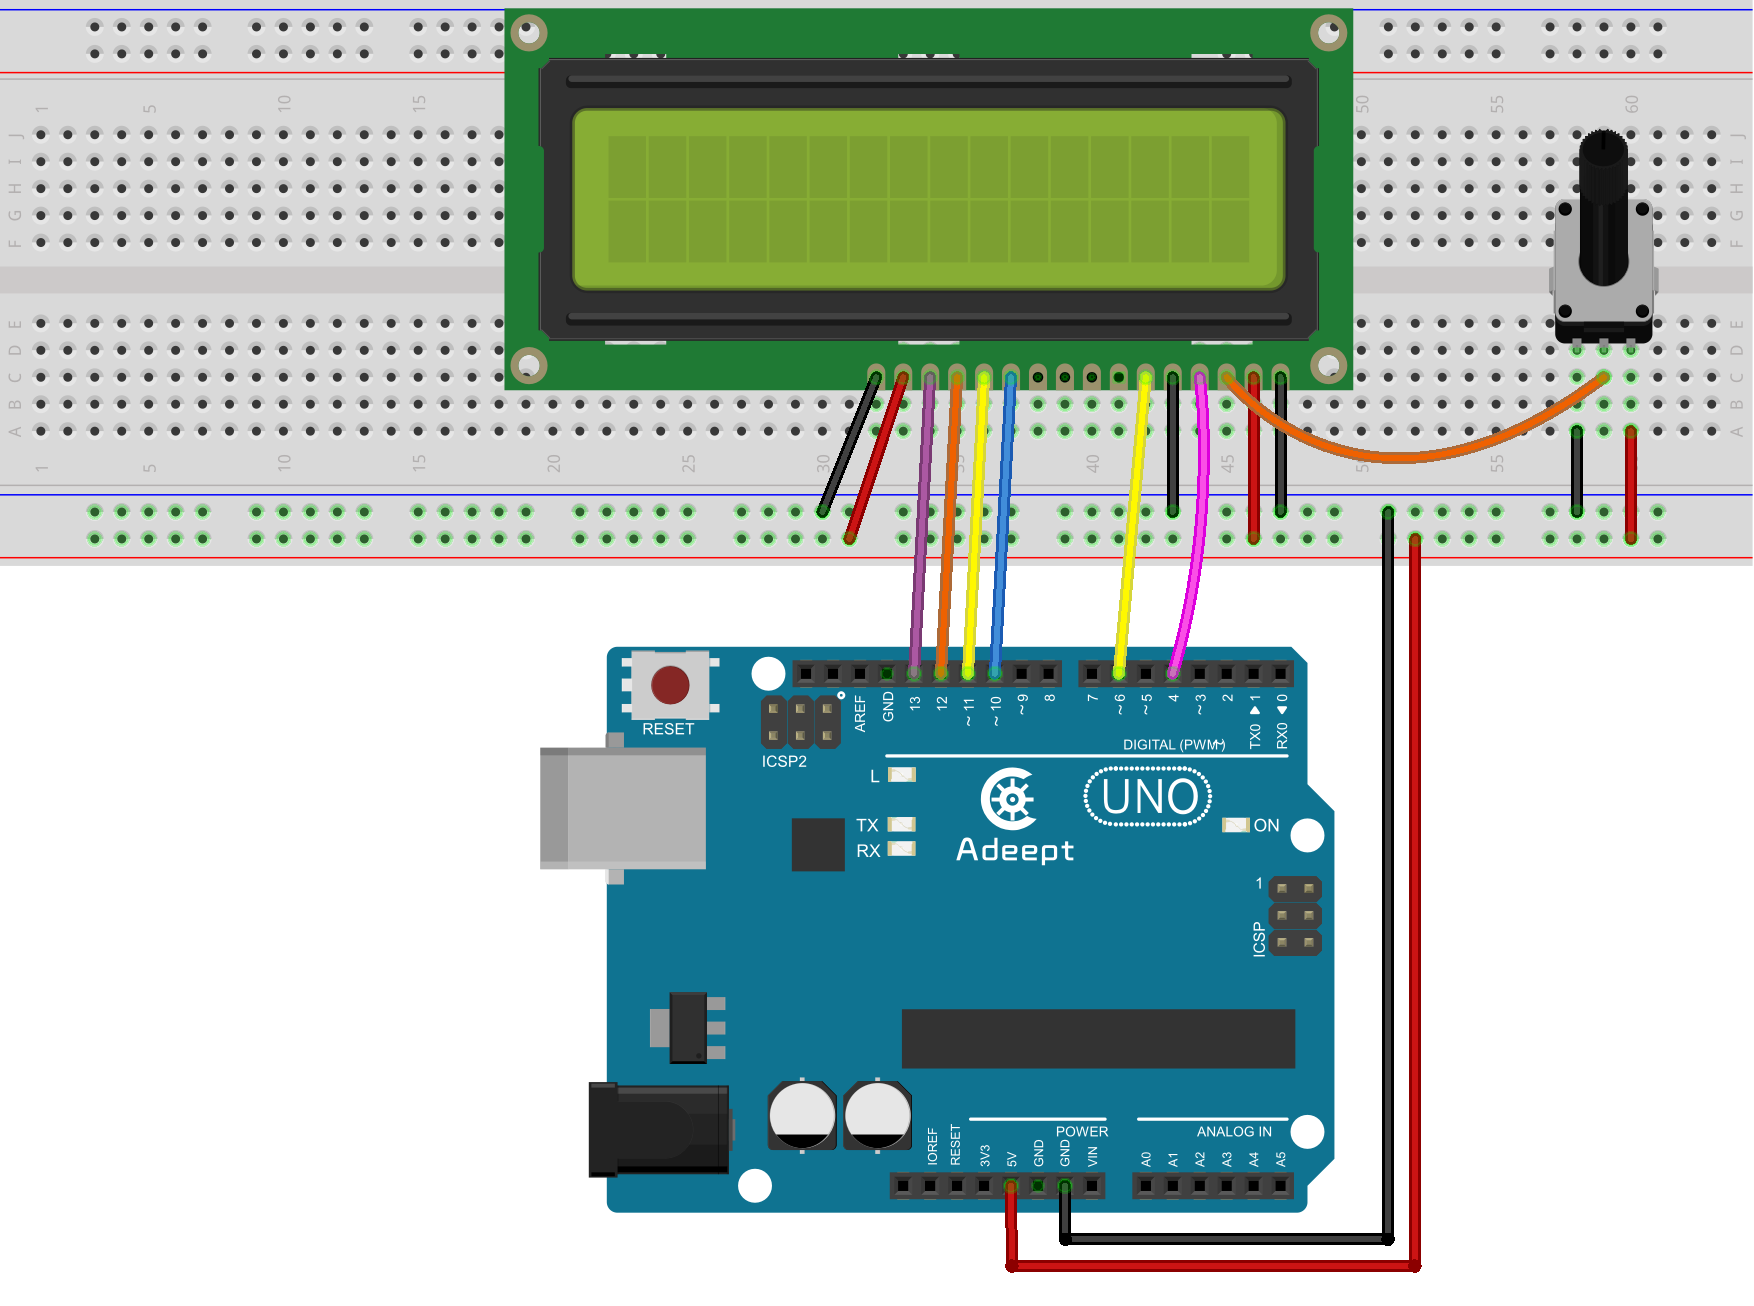 1 5 10 15 50 55 60
J J
I I
H H
G G
F F
E E
D D
C C
B B
A A
1 5 10 15 20 25 30 35 40 45 5 55
RESET
ICSP2
AREF GND 13 12 ~11 ~10 ~9 8 7 ~6 ~5 4 ~3 2 TX0 ▶ 1 RX0 ◀ 0
DIGITAL (PWM~)
L
TX
RX
Adeept
UNO
ON
1
ICSP
POWER
ANALOG IN
IOREF RESET 3V3 5V GND GND VIN A0 A1 A2 A3 A4 A5